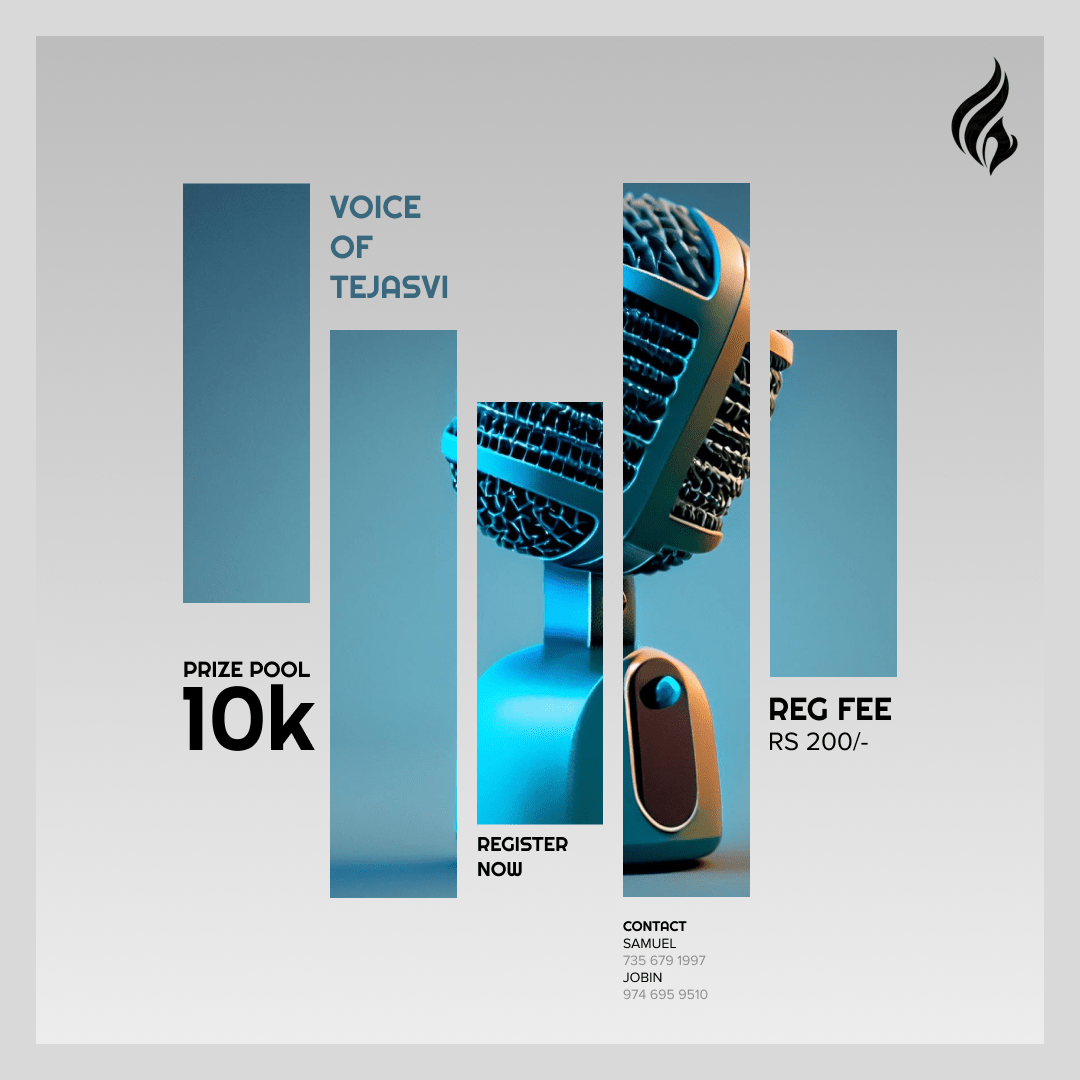 VOICE
OF
TEJASVI
PRIZE POOL
10k
REG FEE
RS 200/-
REGISTER
NOW
CONTACT
SAMUEL
735 679 1997
JOBIN
974 695 9510